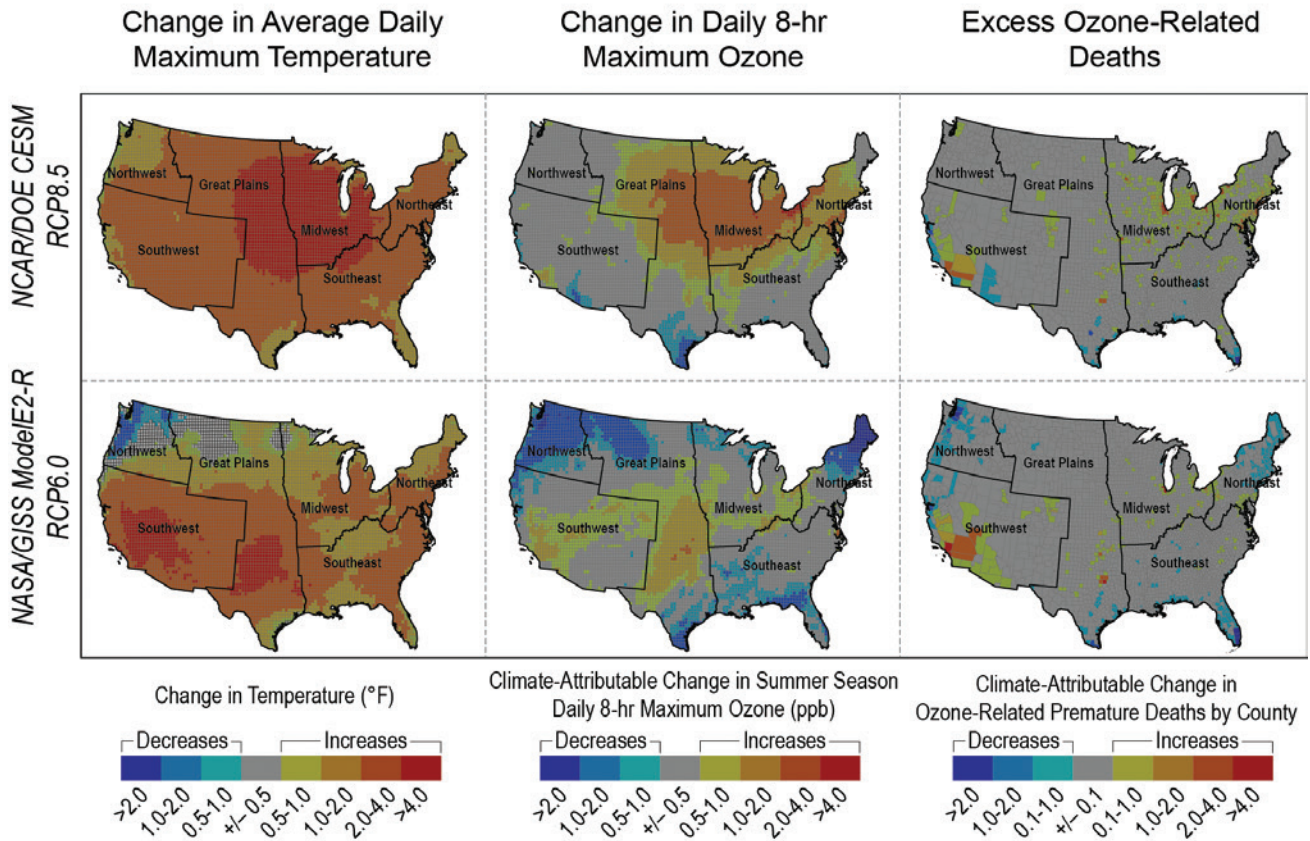 Change in Average Daily
Maximum Temperature
Change in Daily 8-hr
Maximum Ozone
Excess Ozone-Related
Deaths
NCAR/DOE CESM
RCP8.5
Northwest
Great Plains
Northeast
Southwest
Midwest
Southeast
Northwest
Great Plains
Northeast
Southwest
Midwest
Southeast
Northwest
Great Plains
Northeast
Southwest
Midwest
Southeast
NASA/GISS ModelE2-R
RCP6.0
Northwest
Great Plains
Northeast
Southwest
Midwest
Southeast
Northwest
Great Plains
Northeast
Southwest
Midwest
Southeast
Northwest
Great Plains
Northeast
Southwest
Midwest
Southeast
Change in Temperature (°F)
Decreases Increases
>2.0 1.0-2.0 0.5-1.0 +/− 0.5 0.5-1.0 1.0-2.0 2.0-4.0 >4.0
Climate-Attributable Change in Summer Season
Daily 8-hr Maximum Ozone (ppb)
Decreases Increases
>2.0 1.0-2.0 0.5-1.0 +/− 0.5 0.5-1.0 1.0-2.0 2.0-4.0 >4.0
Climate-Attributable Change in
Ozone-Related Premature Deaths by County
Decreases Increases
>2.0 1.0-2.0 0.1-1.0 +/− 0.1 0.1-1.0 1.0-2.0 2.0-4.0 >4.0